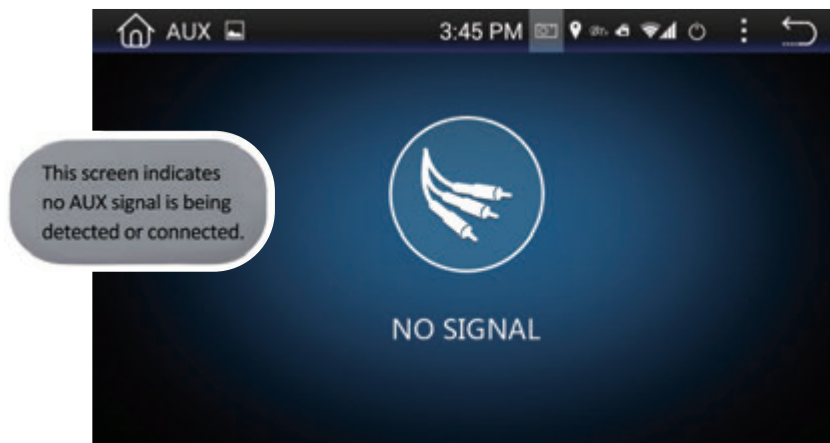 AUX
3:45 PM
This screen indicates
no AUX signal is being
detected or connected.
NO SIGNAL